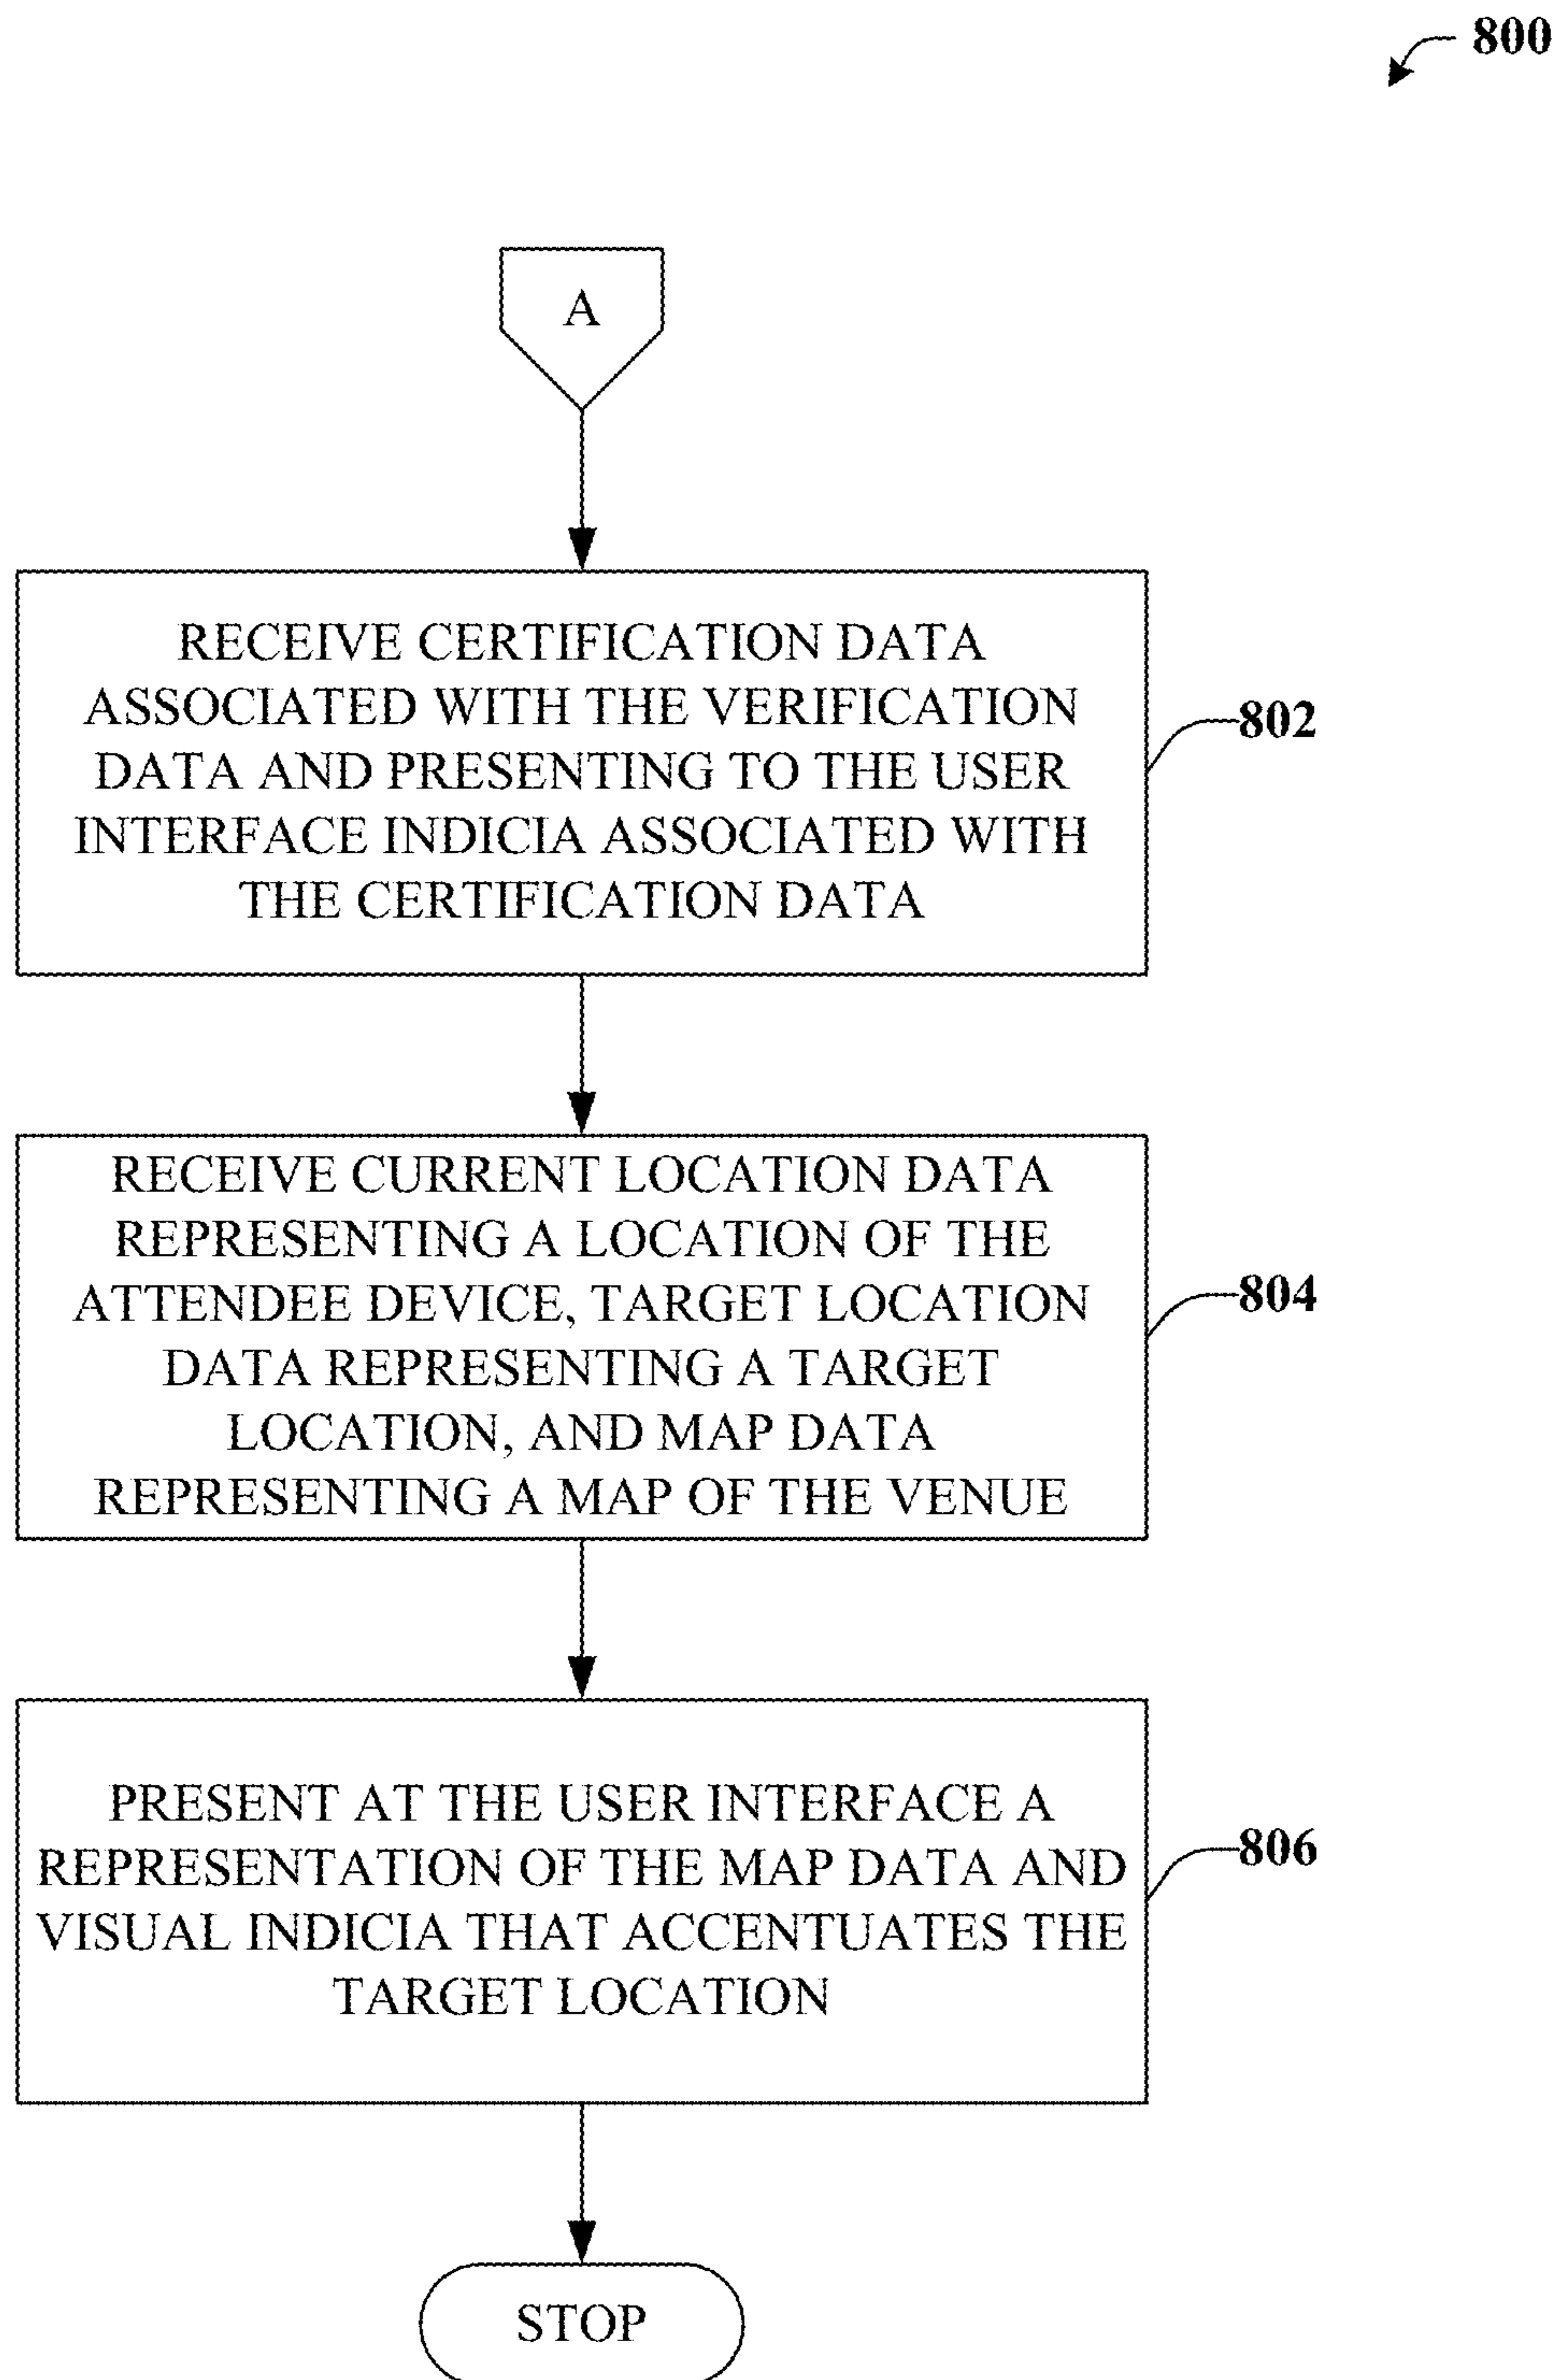 800
A
RECEIVE CERTIFICATION DATA
ASSOCIATED WITH THE VERIFICATION
DATA AND PRESENTING TO THE USER
INTERFACE INDICIA ASSOCIATED WITH
THE CERTIFICATION DATA
802
RECEIVE CURRENT LOCATION DATA
REPRESENTING A LOCATION OF THE
ATTENDEE DEVICE, TARGET LOCATION
DATA REPRESENTING A TARGET
LOCATION, AND MAP DATA
REPRESENTING A MAP OF THE VENUE
804
PRESENT AT THE USER INTERFACE A
REPRESENTATION OF THE MAP DATA AND
VISUAL INDICIA THAT ACCENTUATES THE
TARGET LOCATION
806
STOP